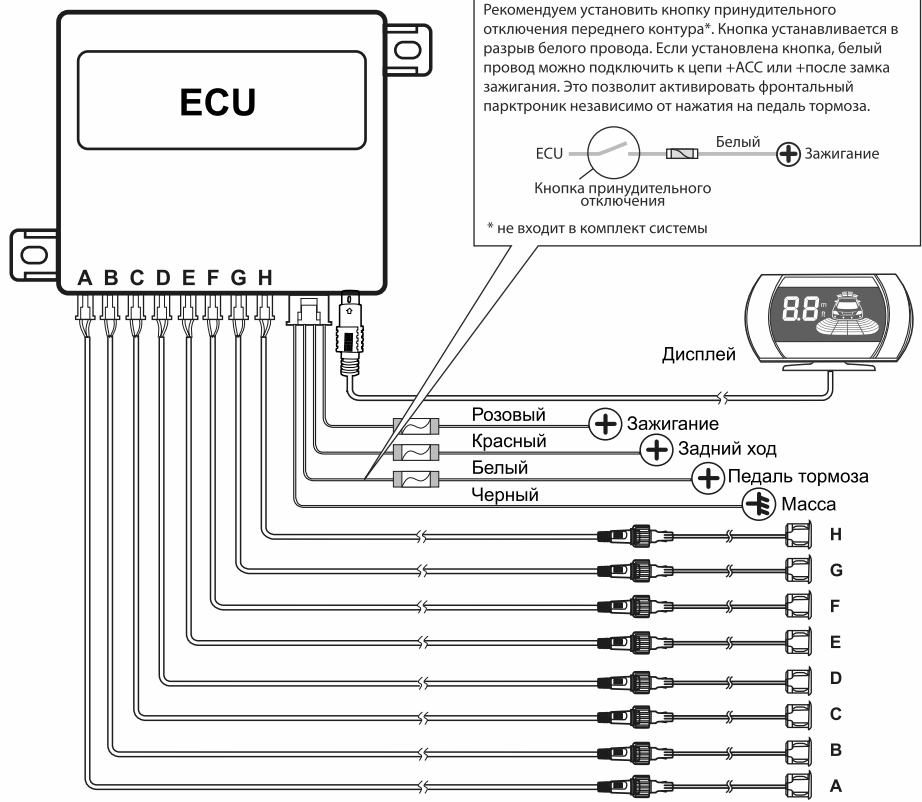 Рекомендуем установить кнопку принудительного
отключения переднего контура*. Кнопка устанавливается в
разрыв белого провода. Если установлена кнопка, белый
провод можно подключить к цепи +АСС или +после замка
зажигания. Это позволит активировать фронтальный
парктроник независимо от нажатия на педаль тормоза.
ECU
Белый
Зажигание
Кнопка принудительного
отключения
* не входит в комплект системы
ECU
A B C D E F G H
8.8 m
ft
Дисплей
Розовый
Зажигание
Красный
Задний ход
Белый
Педаль тормоза
Черный
Масса
H
G
F
E
D
C
B
A